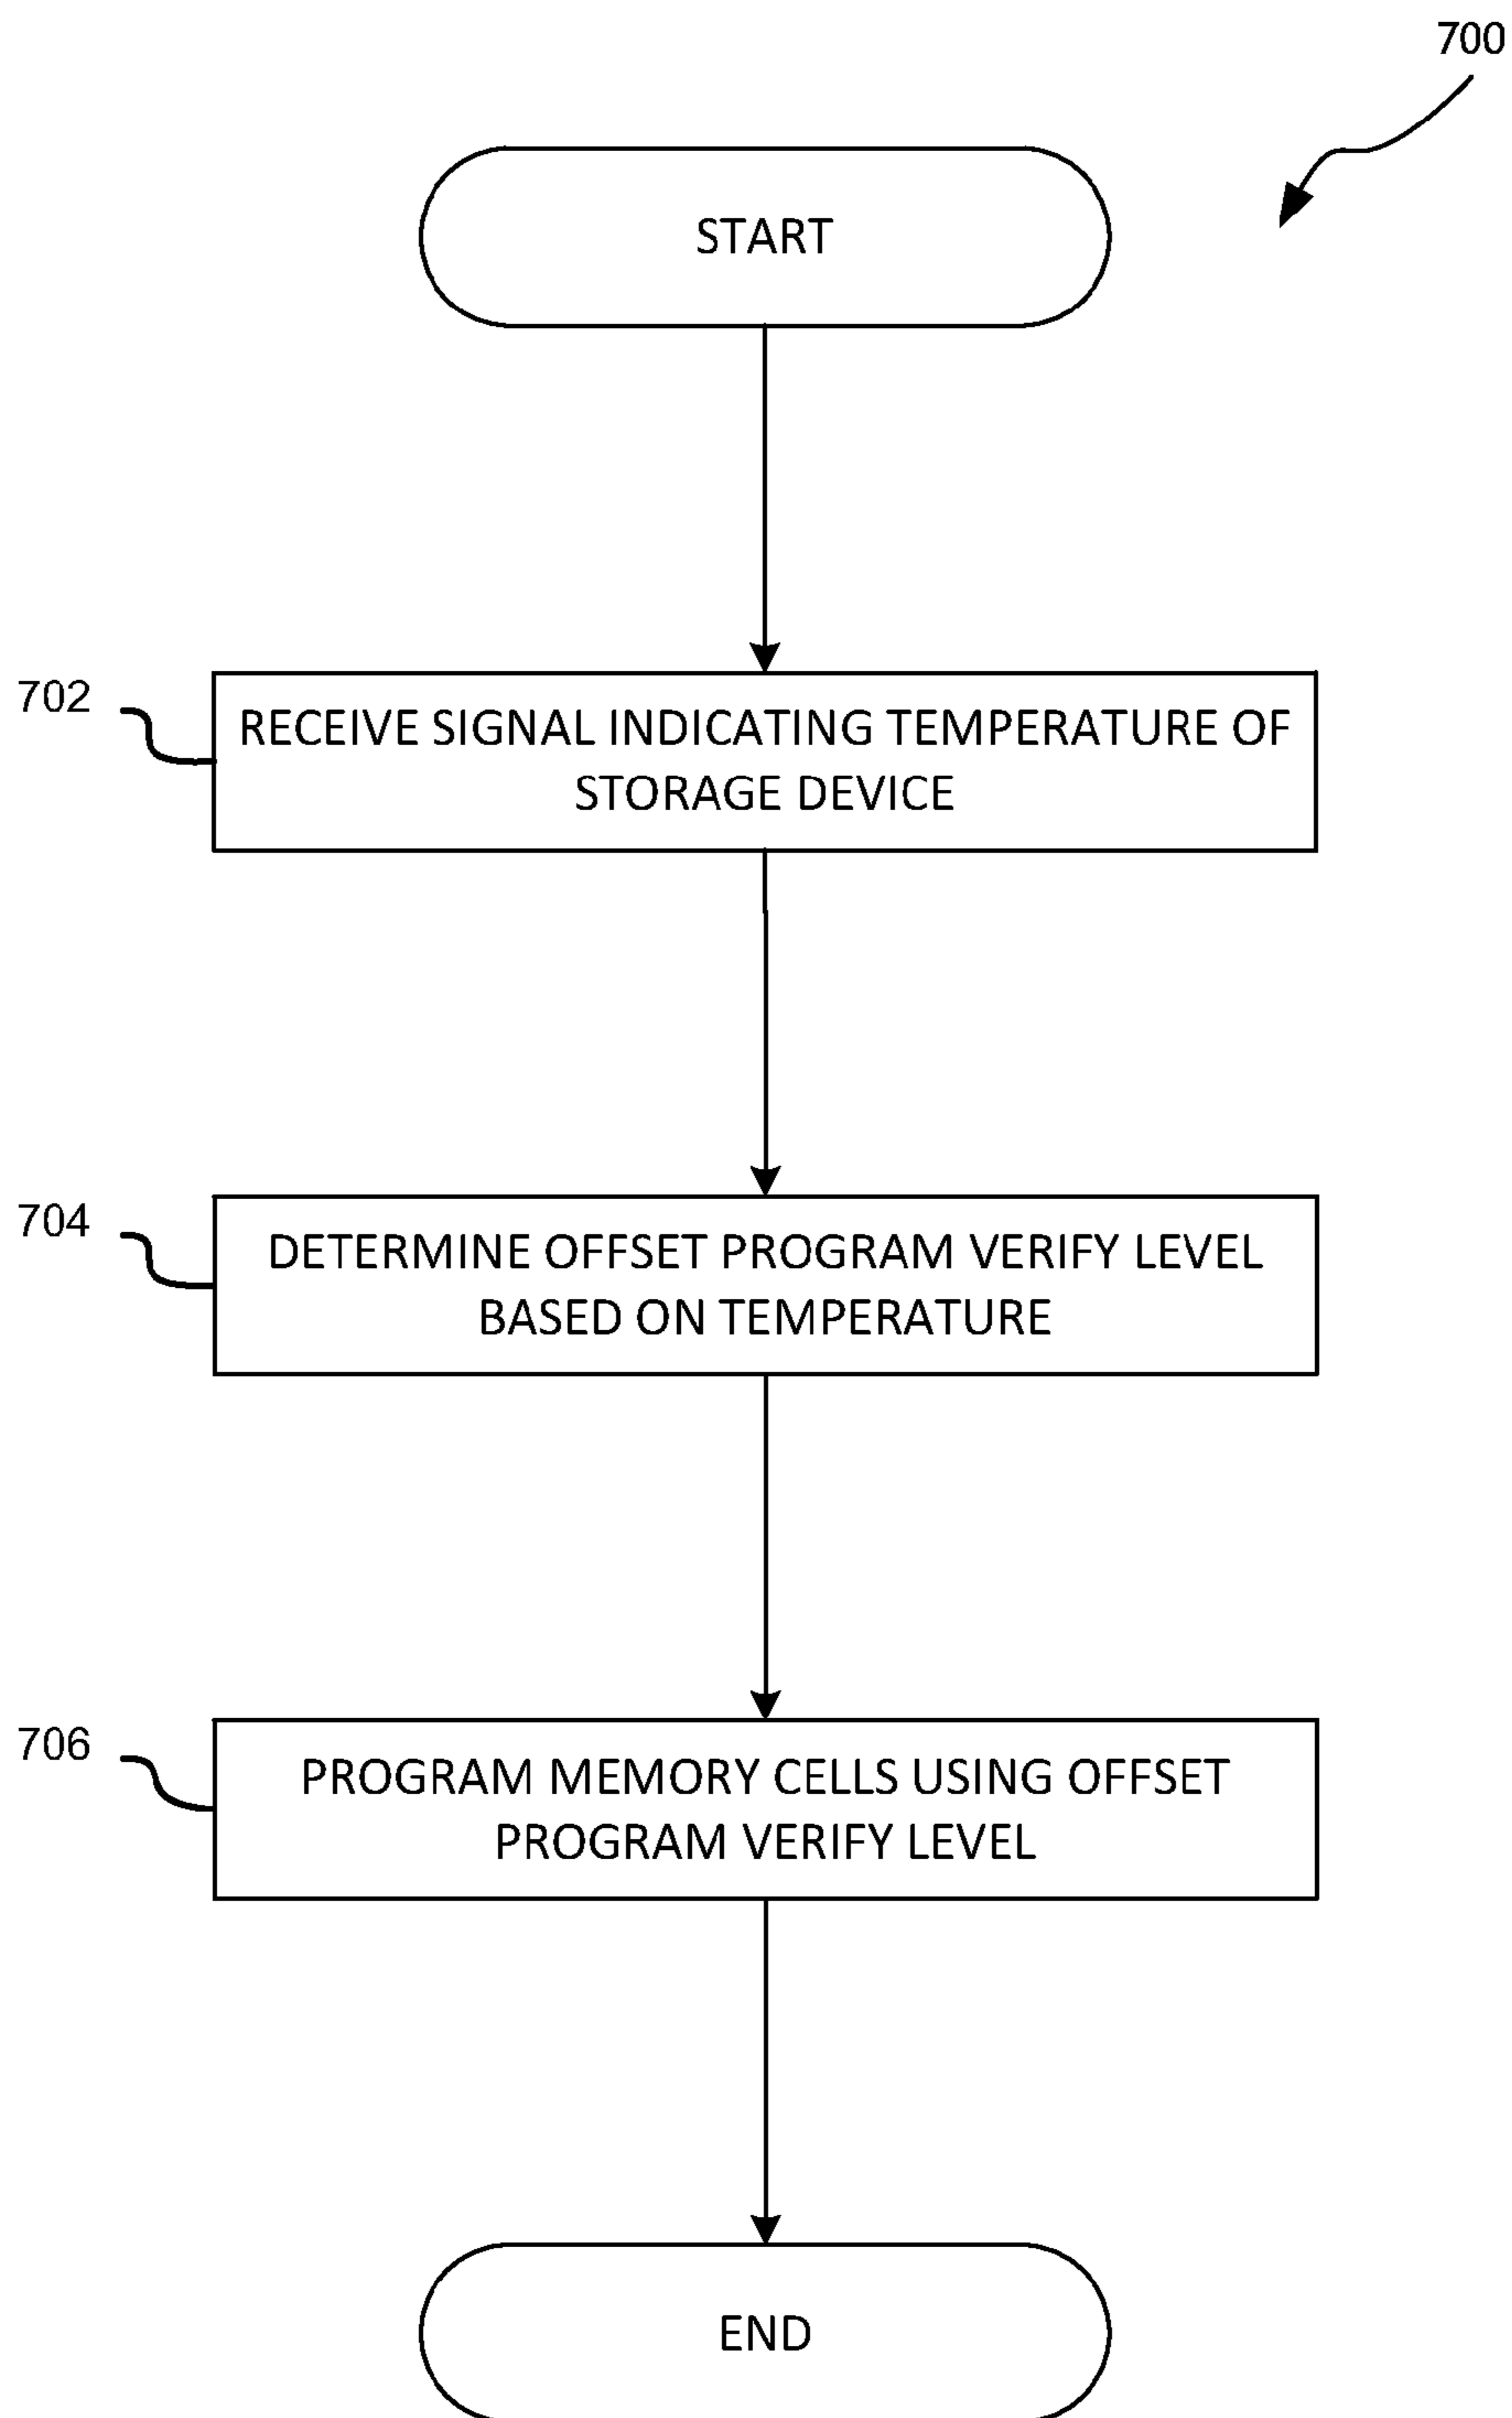 700
START
702
RECEIVE SIGNAL INDICATING TEMPERATURE OF
STORAGE DEVICE
704
DETERMINE OFFSET PROGRAM VERIFY LEVEL
BASED ON TEMPERATURE
706
PROGRAM MEMORY CELLS USING OFFSET
PROGRAM VERIFY LEVEL
END